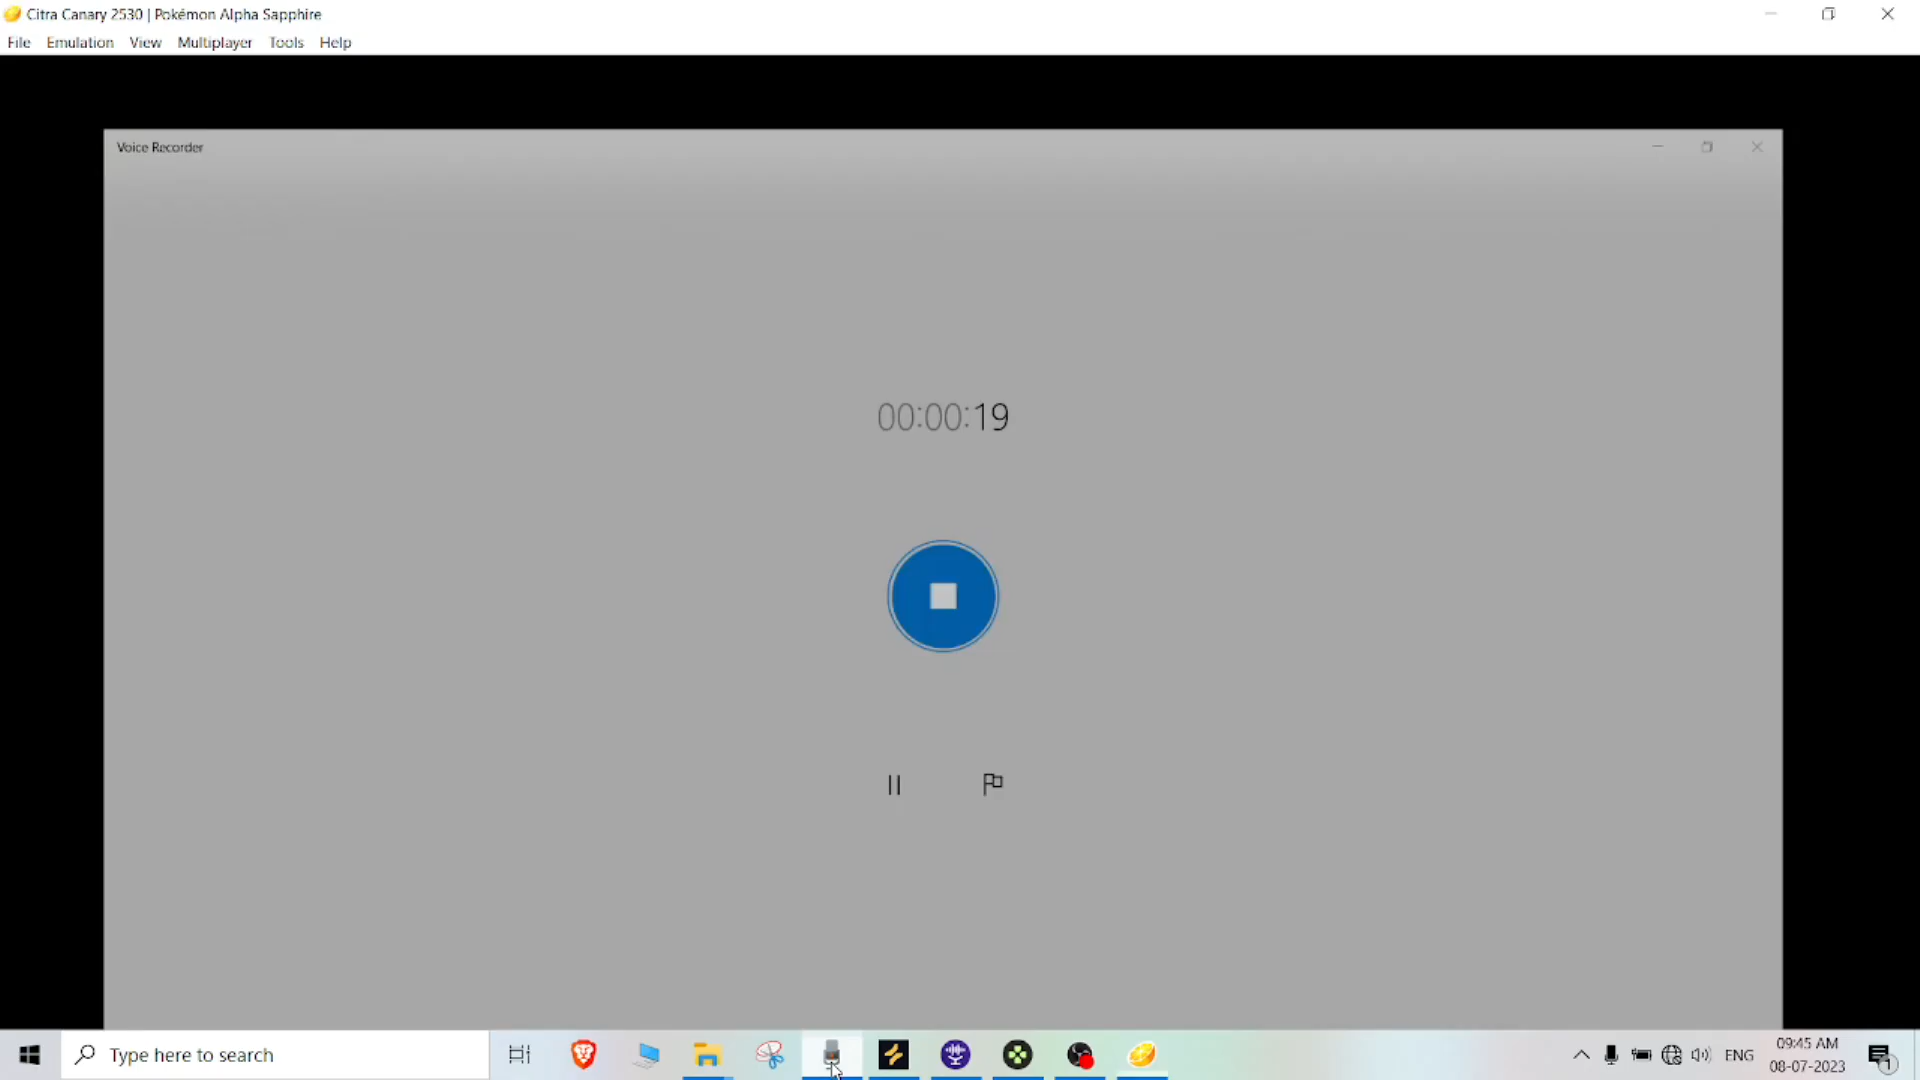 Citra Canary 2530 | Pokémon Alpha Sapphire
File Emulation View Multiplayer Tools Help
Voice Recorder
00:00:19
Type here to search
ENG
09:45 AM
08-07-2023
1